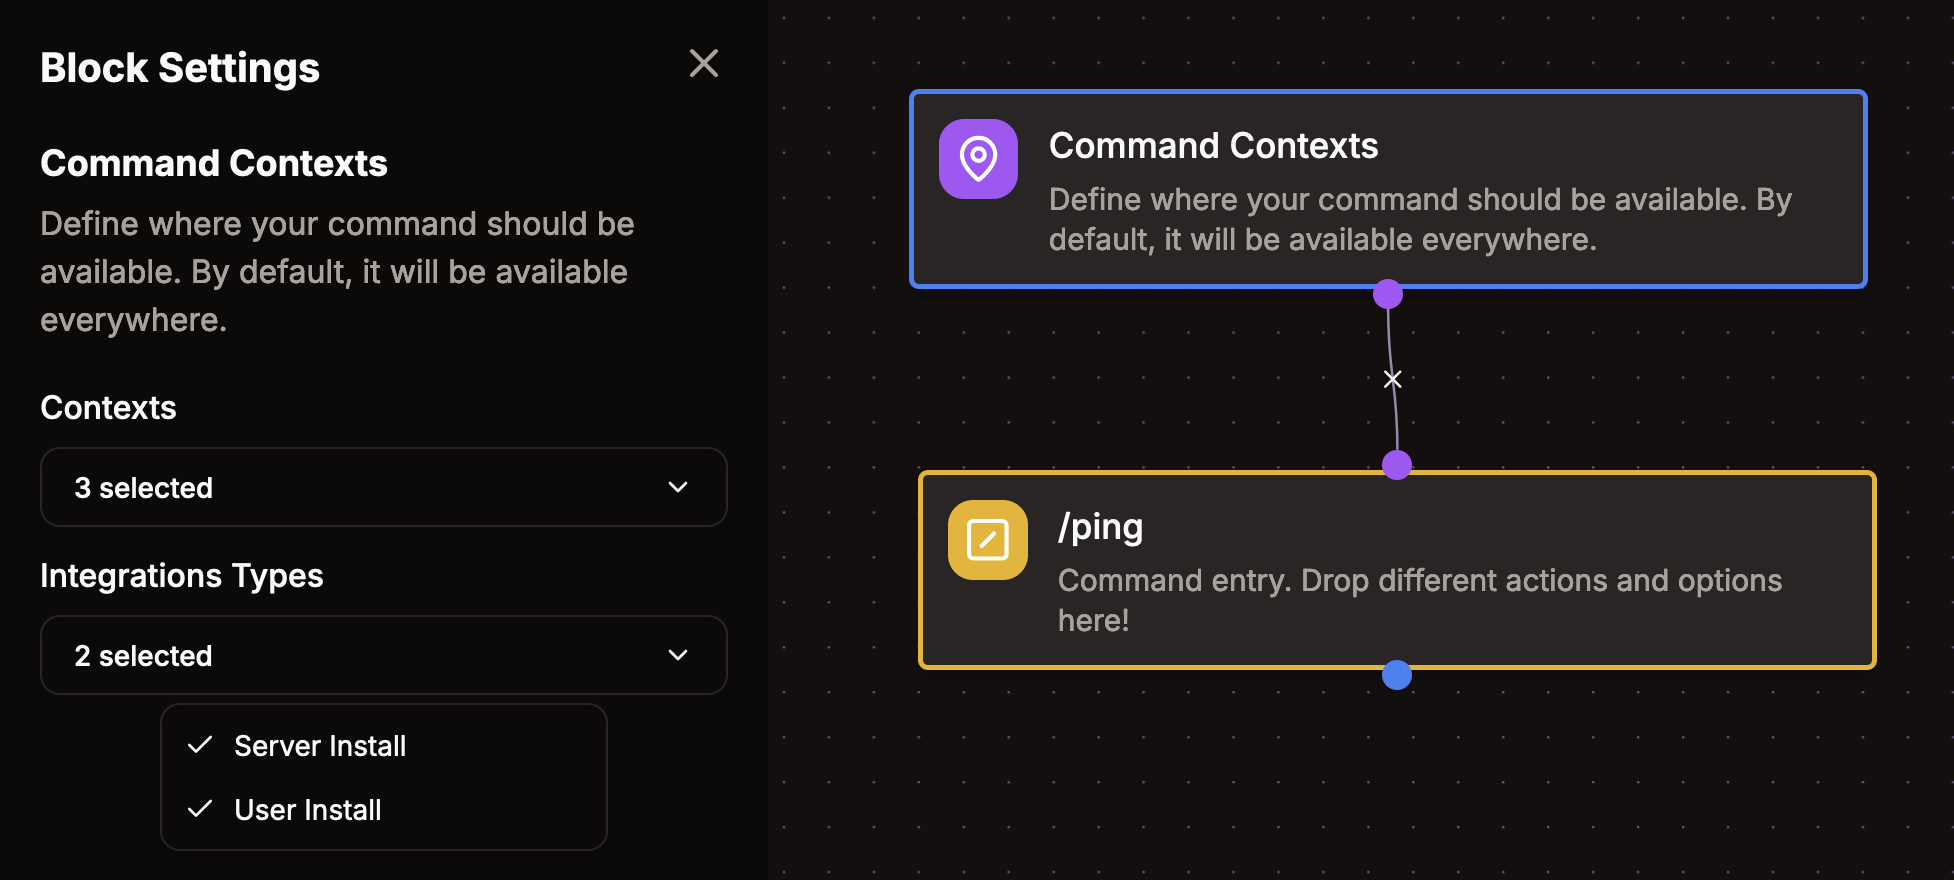 Block Settings
Command Contexts
Define where your command should be
available. By default, it will be available
everywhere.
Contexts
3 selected
Integrations Types
2 selected
Server Install
User Install
Command Contexts
Define where your command should be available. By
default, it will be available everywhere.
/ping
Command entry. Drop different actions and options
here!